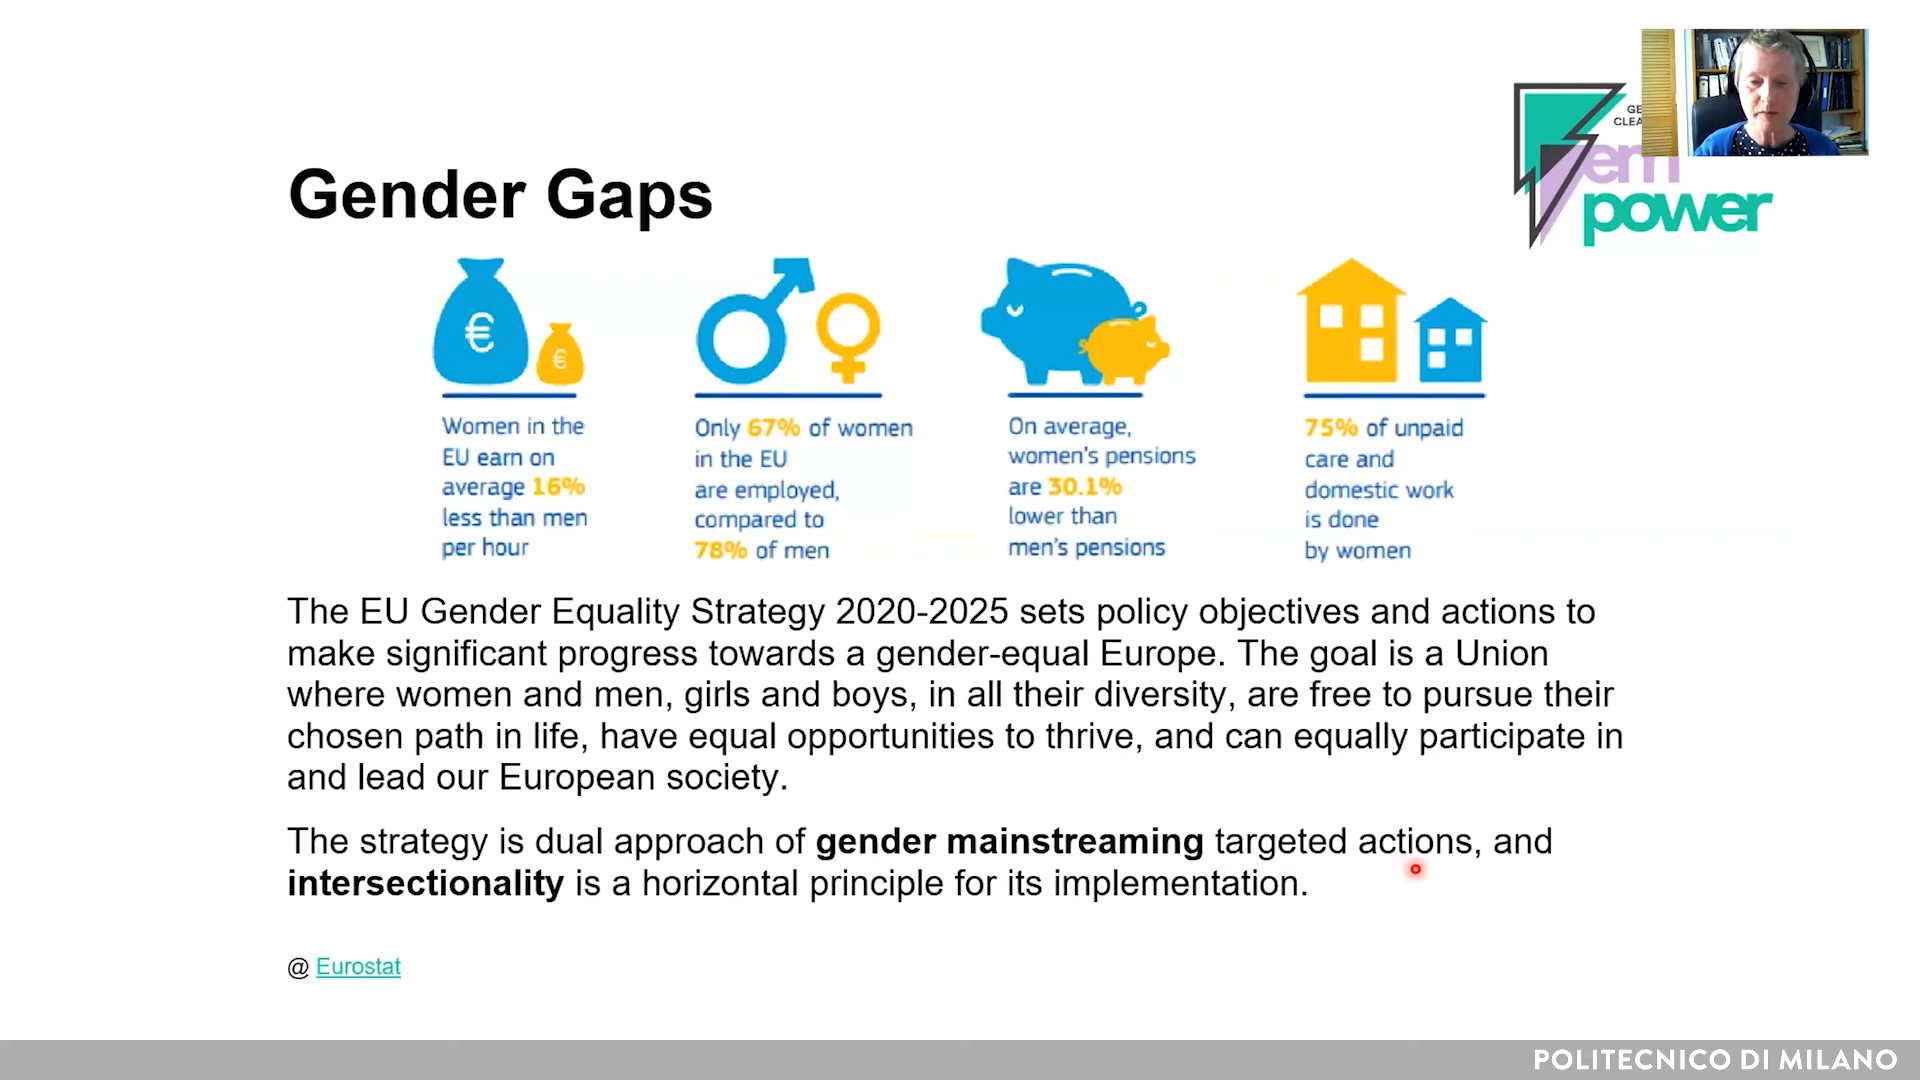 GE
CLEA
em
power
Gender Gaps
€
€
Women in the
EU earn on
average 16%
less than men
per hour
Only 67% of women
in the EU
are employed,
compared to
78% of men
On average,
women's pensions
are 30.1%
lower than
men's pensions
75% of unpaid
care and
domestic work
is done
by women
The EU Gender Equality Strategy 2020-2025 sets policy objectives and actions to
make significant progress towards a gender-equal Europe. The goal is a Union
where women and men, girls and boys, in all their diversity, are free to pursue their
chosen path in life, have equal opportunities to thrive, and can equally participate in
and lead our European society.
The strategy is dual approach of gender mainstreaming targeted actions, and
intersectionality is a horizontal principle for its implementation.
@ Eurostat
POLITECNICO DI MILANO